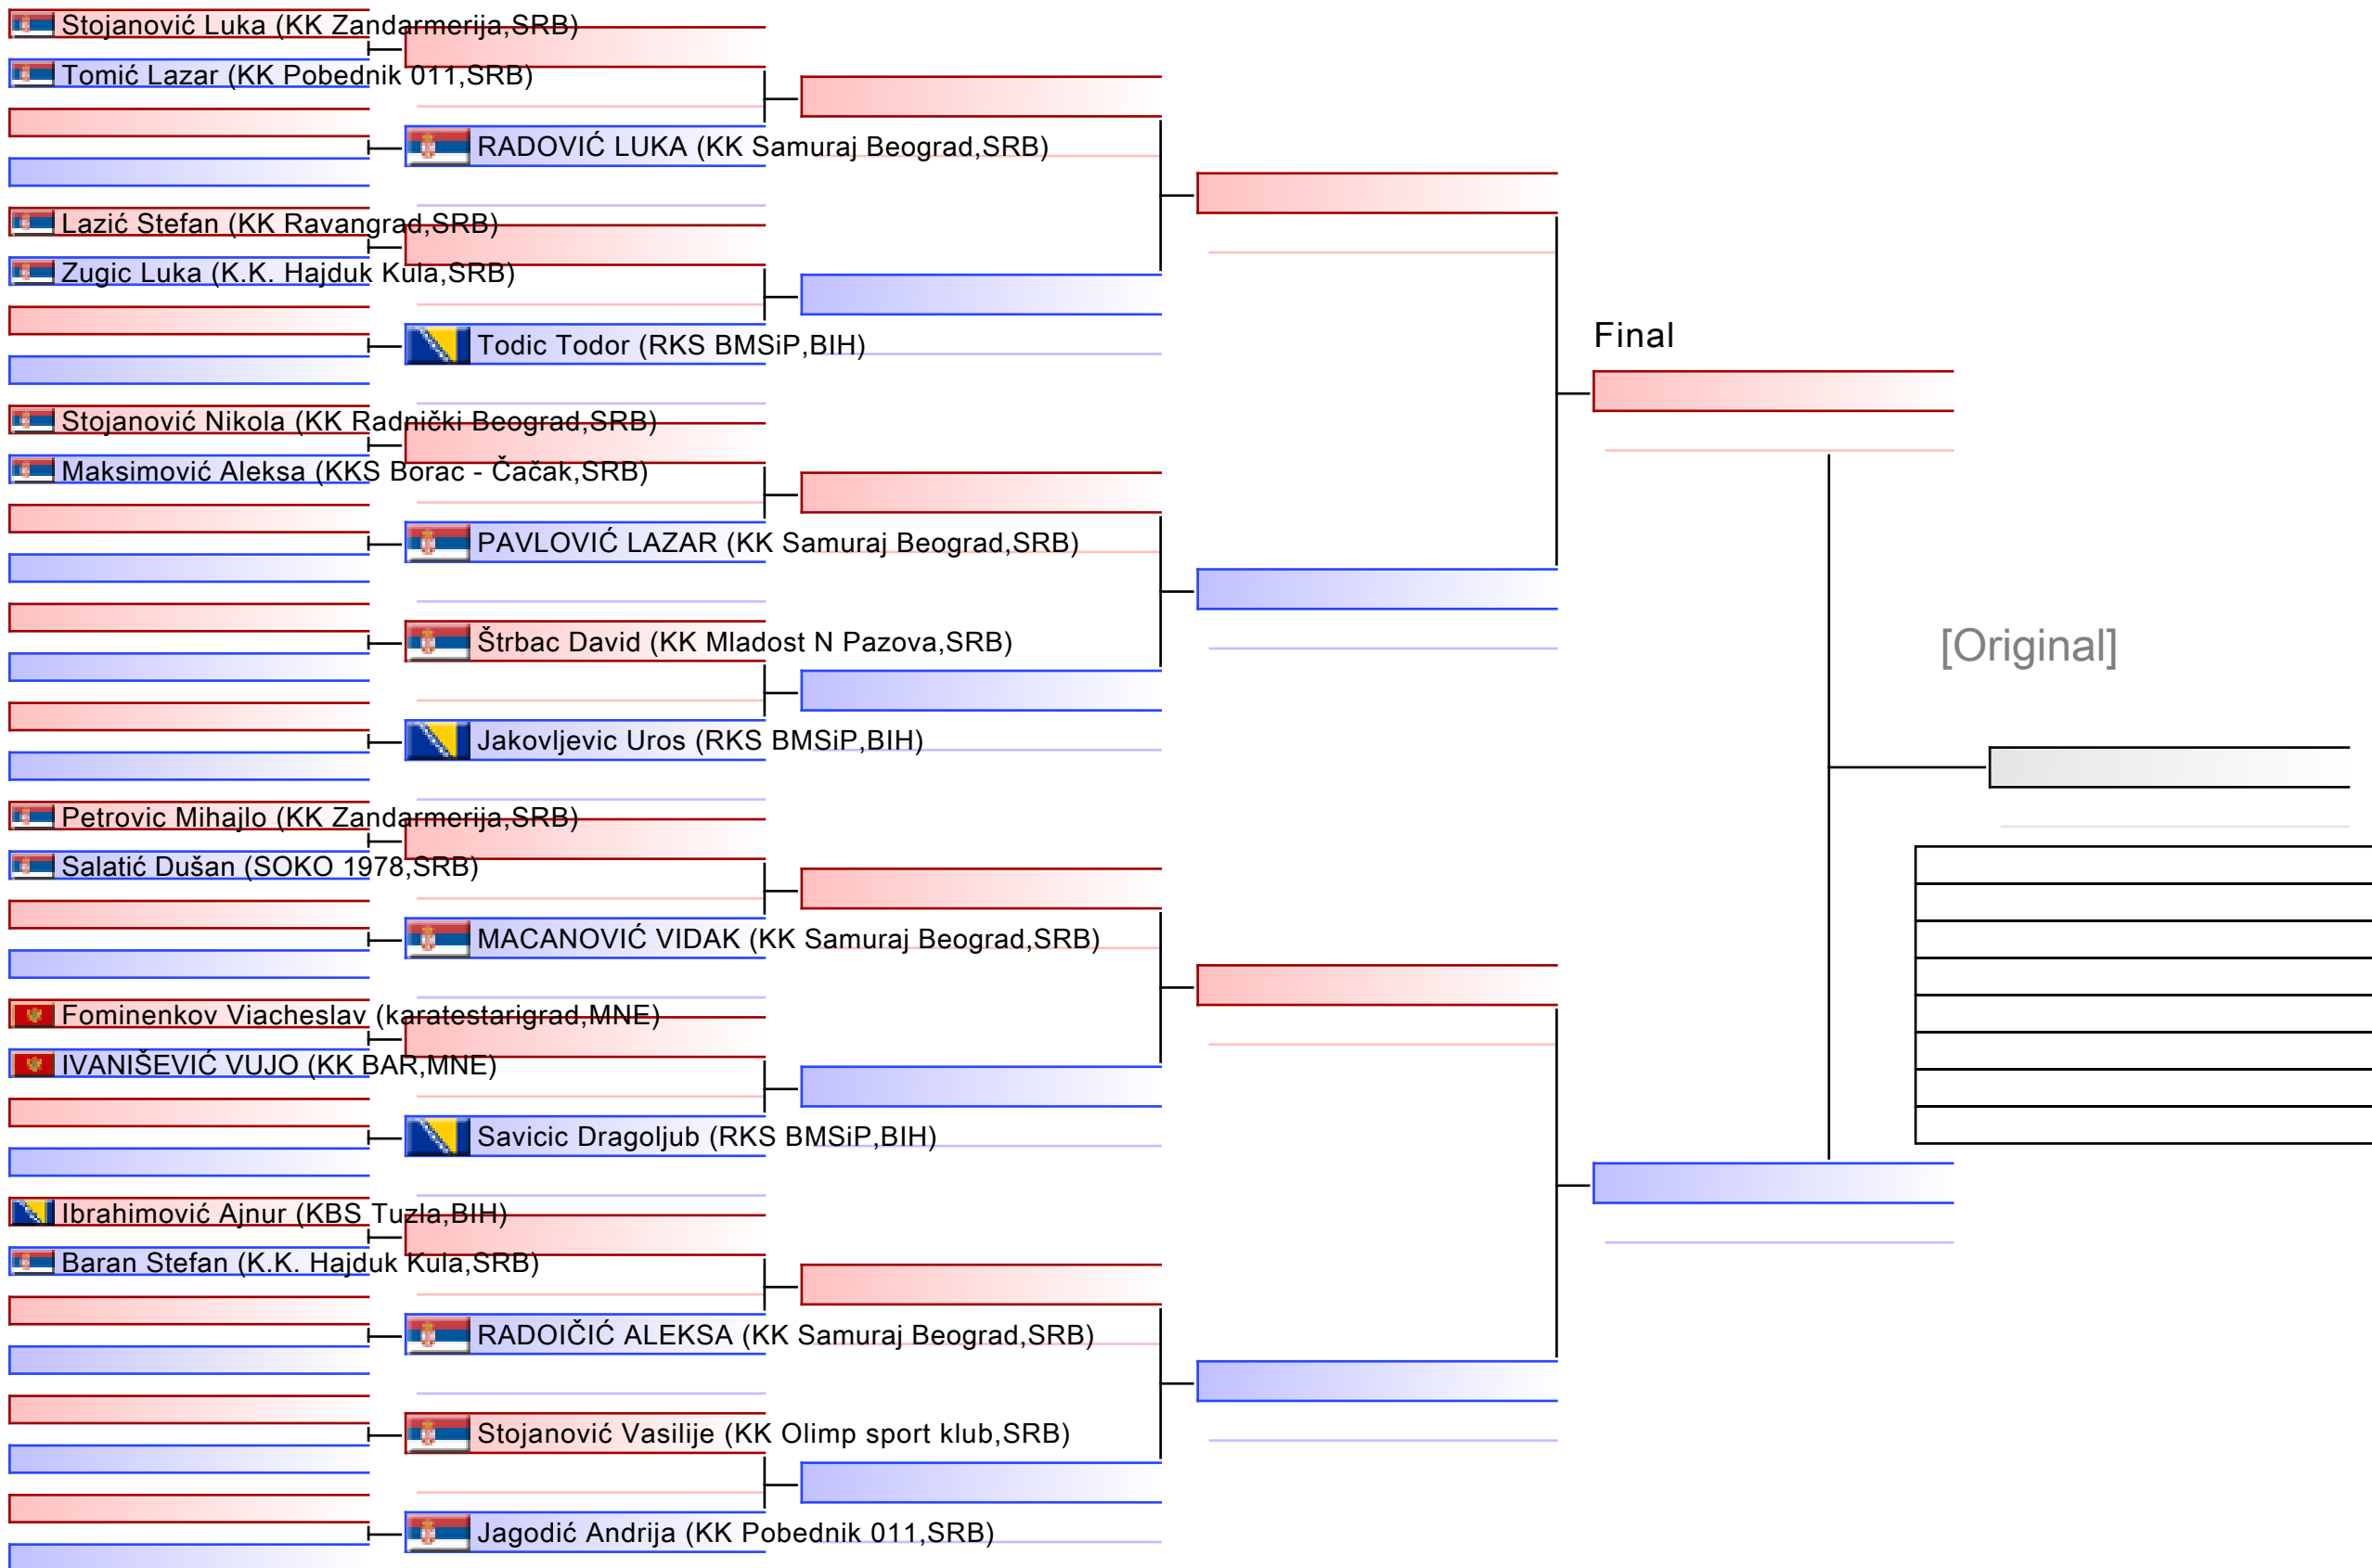 Stojanović Luka (KK Zandarmerija,SRB)
Tomić Lazar (KK Pobednik 011,SRB)
RADOVIĆ LUKA (KK Samuraj Beograd,SRB)
Lazić Stefan (KK Ravangrad,SRB)
Zugic Luka (K.K. Hajduk Kula,SRB)
Todic Todor (RKS BMSiP,BIH)
Final
Stojanović Nikola (KK Radnički Beograd,SRB)
Maksimović Aleksa (KKS Borac - Čačak,SRB)
PAVLOVIĆ LAZAR (KK Samuraj Beograd,SRB)
Štrbac David (KK Mladost N Pazova,SRB)
[Original]
Jakovljevic Uros (RKS BMSiP,BIH)
Petrovic Mihajlo (KK Zandarmerija,SRB)
Salatić Dušan (SOKO 1978,SRB)
MACANOVIĆ VIDAK (KK Samuraj Beograd,SRB)
Fominenkov Viacheslav (karatestarigrad,MNE)
IVANIŠEVIĆ VUJO (KK BAR,MNE)
Savicic Dragoljub (RKS BMSiP,BIH)
Ibrahimović Ajnur (KBS Tuzla,BIH)
Baran Stefan (K.K. Hajduk Kula,SRB)
RADOIČIĆ ALEKSA (KK Samuraj Beograd,SRB)
Stojanović Vasilije (KK Olimp sport klub,SRB)
Jagodić Andrija (KK Pobednik 011,SRB)